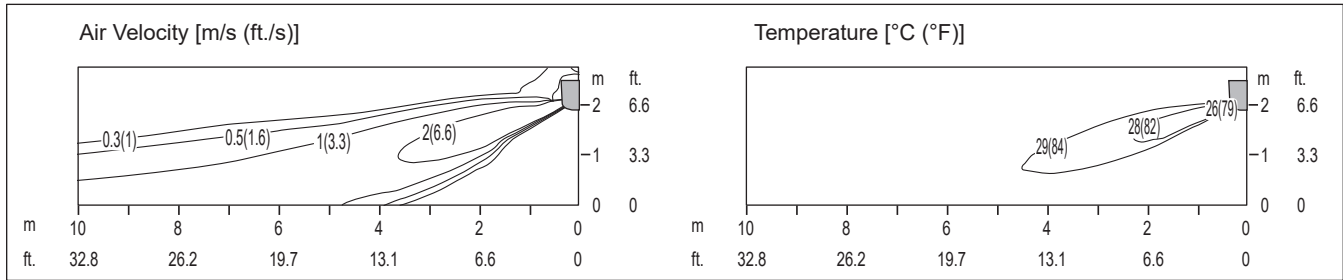 Air Velocity [m/s (ft./s)]
0.3(1)
0.5(1.6)
1(3.3)
2(6.6)
m ft.
2 6.6
1 3.3
0 0
m 10 8 6 4 2 0
ft. 32.8 26.2 19.7 13.1 6.6 0
Temperature [°C (°F)]
29(84)
28(82)
26(79)
m ft.
2 6.6
1 3.3
0 0
m 10 8 6 4 2 0
ft. 32.8 26.2 19.7 13.1 6.6 0